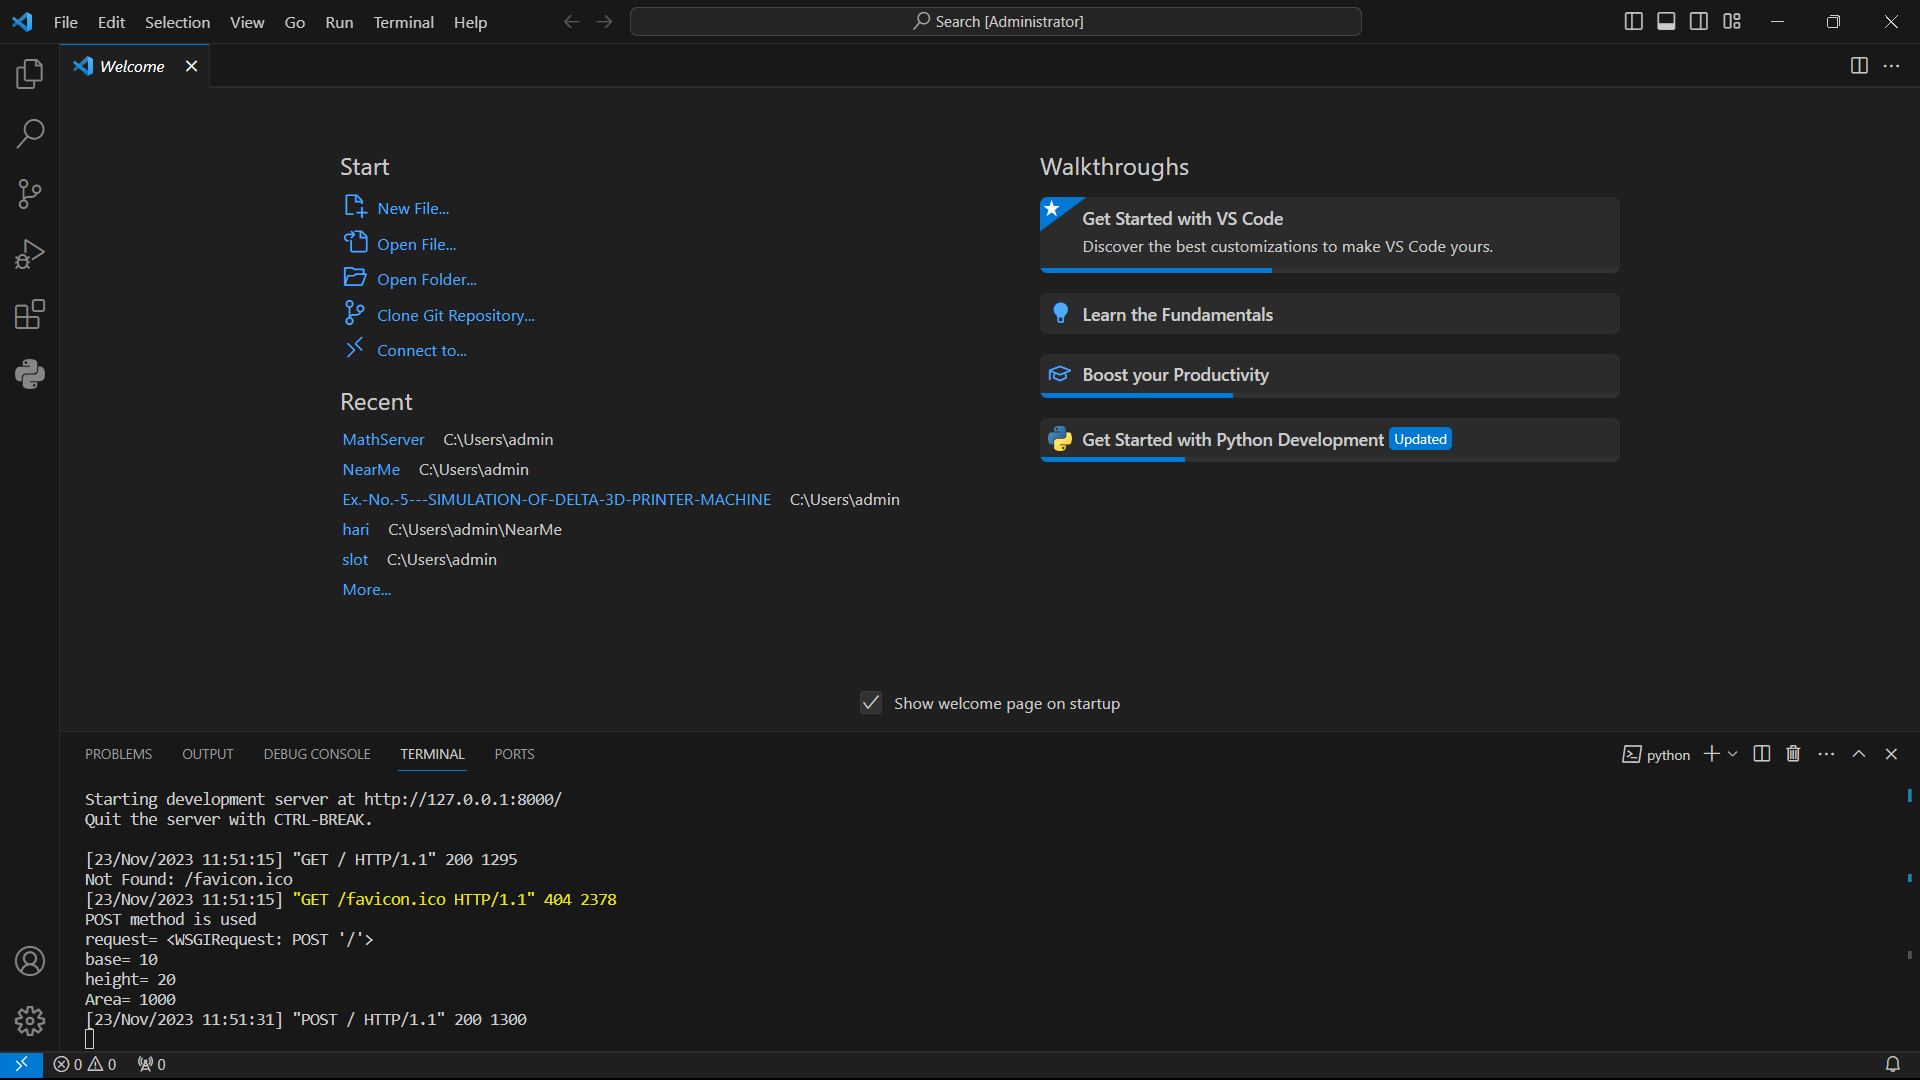 File Edit Selection View Go Run Terminal Help
Search [Administrator]
Welcome
Start
New File...
Open File...
Open Folder...
Clone Git Repository...
Connect to...
Recent
MathServer C:\Users\admin
NearMe C:\Users\admin
Ex.-No.-5---SIMULATION-OF-DELTA-3D-PRINTER-MACHINE C:\Users\admin
hari C:\Users\admin\NearMe
slot C:\Users\admin
More...
Walkthroughs
Get Started with VS Code
Discover the best customizations to make VS Code yours.
Learn the Fundamentals
Boost your Productivity
Get Started with Python Development Updated
Show welcome page on startup
PROBLEMS OUTPUT DEBUG CONSOLE TERMINAL PORTS
python
Starting development server at http://127.0.0.1:8000/
Quit the server with CTRL-BREAK.
[23/Nov/2023 11:51:15] "GET / HTTP/1.1" 200 1295
Not Found: /favicon.ico
[23/Nov/2023 11:51:15] "GET /favicon.ico HTTP/1.1" 404 2378
POST method is used
request= <WSGIRequest: POST '/'>
base= 10
height= 20
Area= 1000
[23/Nov/2023 11:51:31] "POST / HTTP/1.1" 200 1300
0 0 0